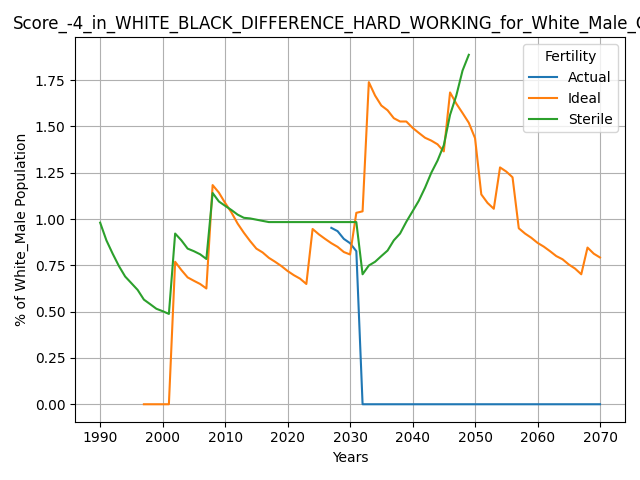 Score_-4_in_WHITE_BLACK_DIFFERENCE_HARD_WORKING_for_White_Male_
Fertility
Actual
Ideal
Sterile
% of White_Male Population
1.75
1.50
1.25
1.00
0.75
0.50
0.25
0.00
1990 2000 2010 2020 2030 2040 2050 2060 2070
Years